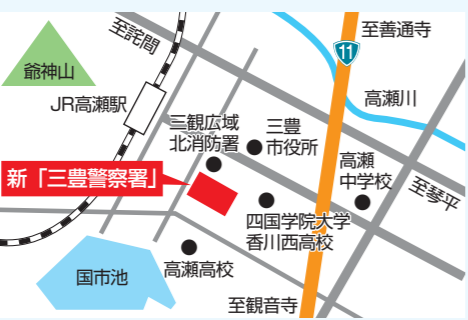 至詫間
至善通寺
11
爺神山
JR高瀬駅
高瀬川
三観広域
北消防署
三豊
市役所
高瀬
中学校
至琴平
新「三豊警察署」
四国学院大学
香川西高校
高瀬高校
国市池
至観音寺